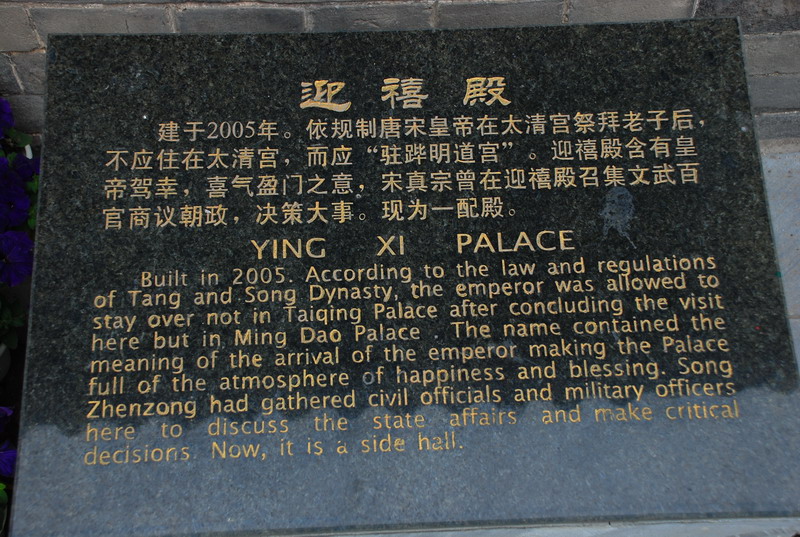 迎禧殿
建于2005年。依规制唐宋皇帝在太清宫祭拜老子后，
不应住在太清宫，而应“驻跸明道宫”。迎禧殿含有皇
帝驾幸，喜气盈门之意，宋真宗曾在迎禧殿召集文武百
官商议朝政，决策大事。现为一配殿。
YING XI PALACE
Built in 2005. According to the law and regulations
of Tang and Song Dynasty, the emperor was allowed to
stay over not in Taiqing Palace after concluding the visit
here but in Ming Dao Palace . The name contained the
meaning of the arrival of the emperor making the Palace
full of the atmosphere of happiness and blessing. Song
Zhenzong had gathered civil officials and military officers
here to discuss the state affairs and make critical
decisions. Now, it is a side hall.